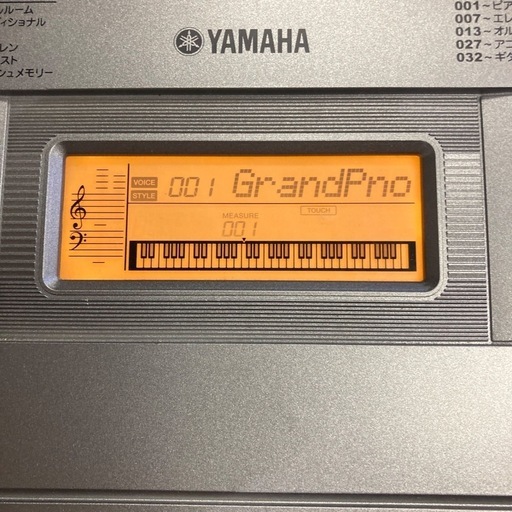 YAMAHA
ルルーム
ディショナル
レン
スト
シュメモリー
001~ピア
007~エレ
013~オル
027~アコ
032~ギタ
VOICE
STYLE
001 GrandPno
TOUCH
MEASURE
001